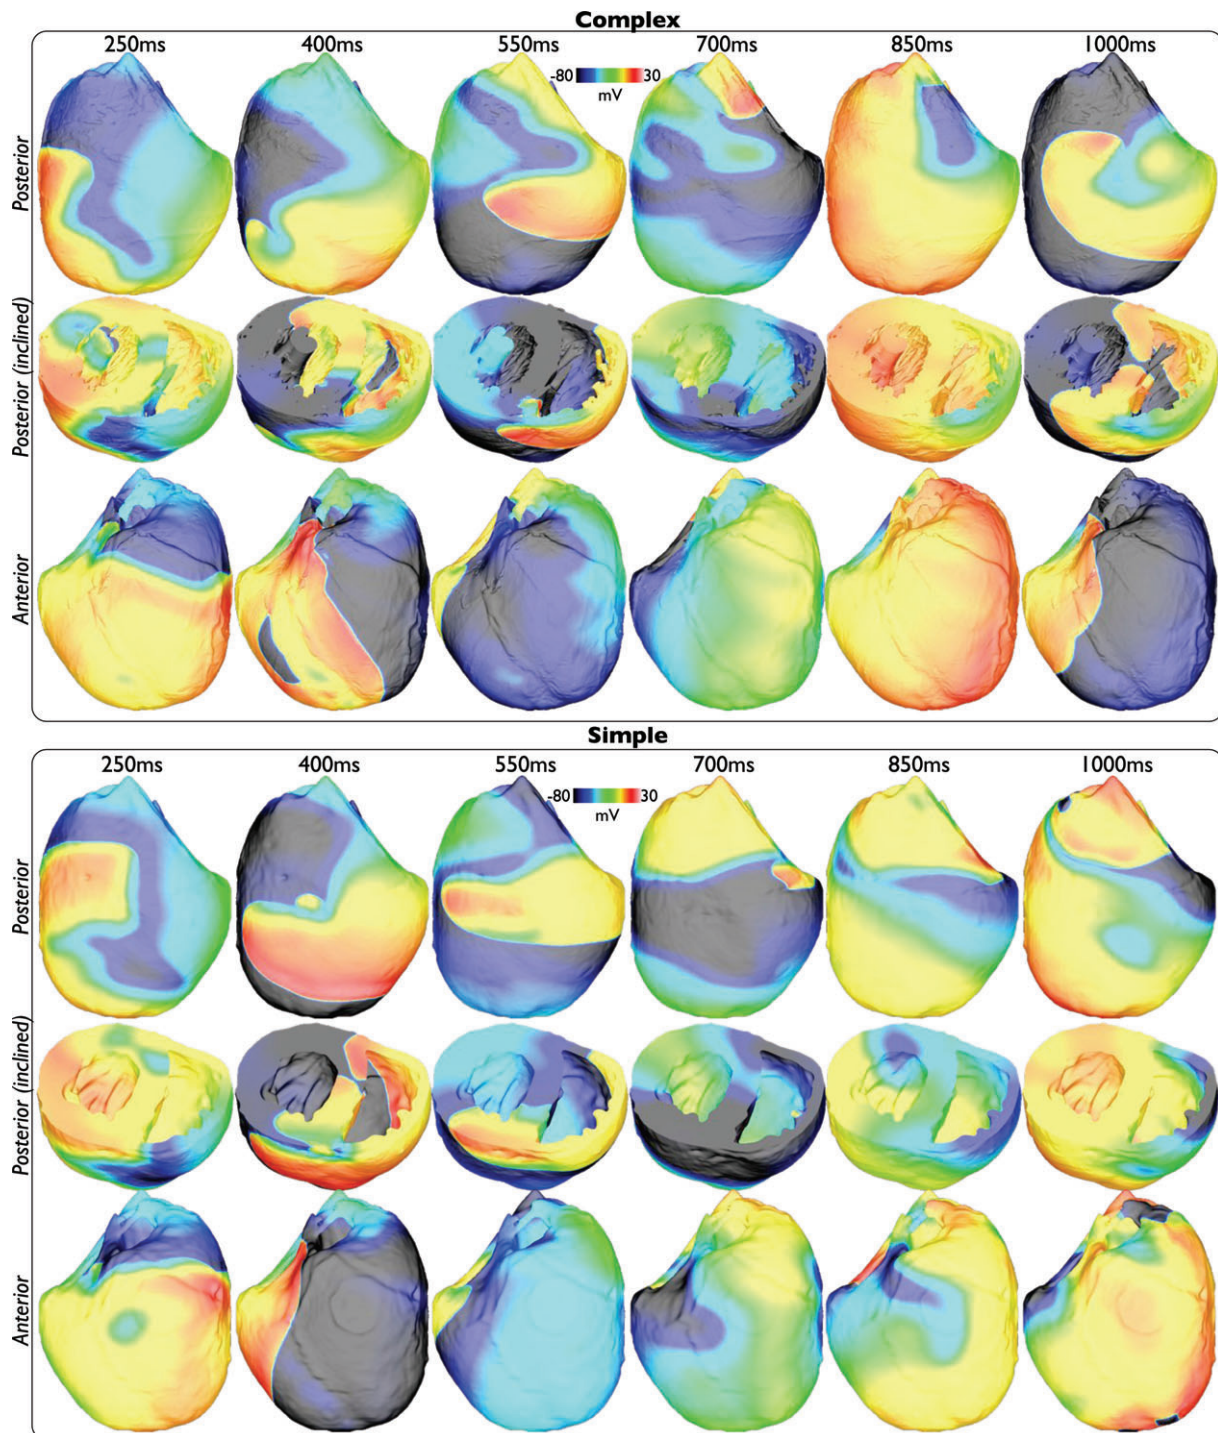 Complex
250ms 400ms 550ms 700ms 850ms 1000ms
-80 30
mV
Posterior
Posterior (inclined)
Anterior
Simple
250ms 400ms 550ms 700ms 850ms 1000ms
-80 30
mV
Posterior
Posterior (inclined)
Anterior